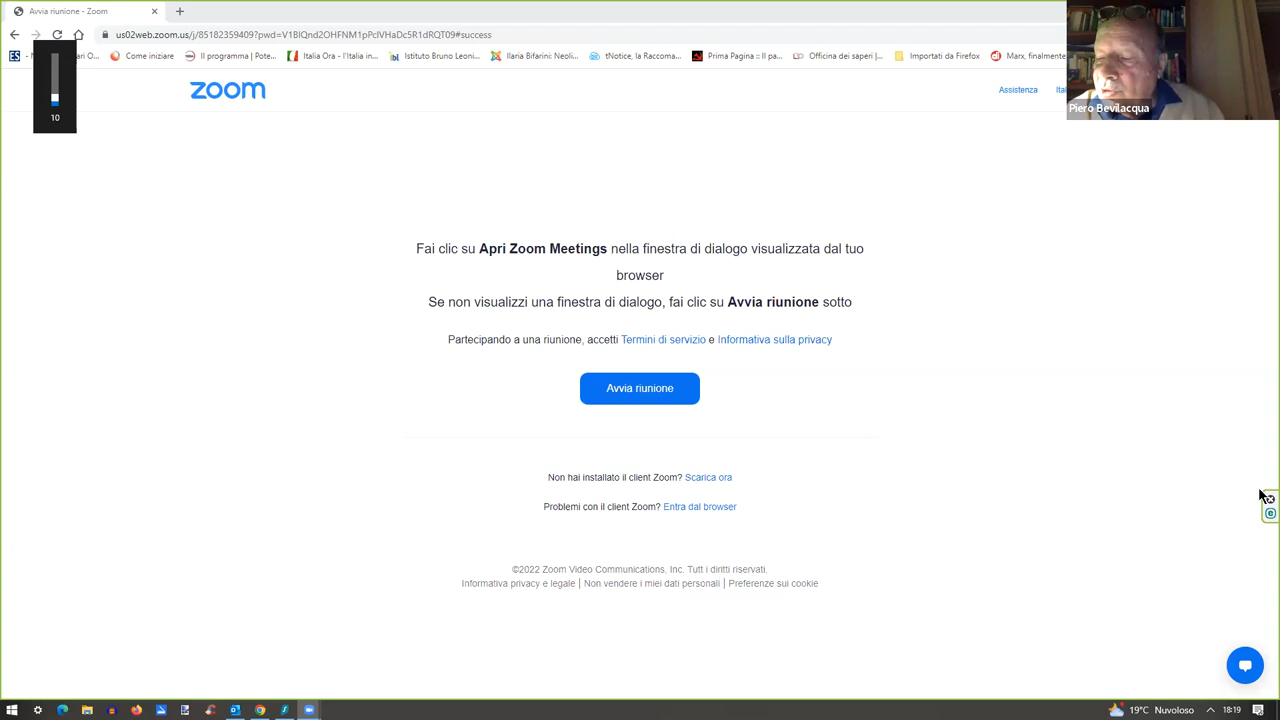 Avvia riunione - Zoom
us02web.zoom.us/j/85182359409?pwd=V1BIQnd2OHFNM1pPclVHaDc5R1dRQT09#success
Come iniziare
Il programma | Pote...
Italia Ora – l'Italia in...
Istituto Bruno Leoni...
Ilaria Bifarini: Neoli...
tNotice, la Raccoma...
Prima Pagina :: Il pa...
Officina dei saperi |...
Importati da Firefox
Marx, finalmente
10
zoom
Assistenza
Piero Bevilacqua
Fai clic su Apri Zoom Meetings nella finestra di dialogo visualizzata dal tuo
browser
Se non visualizzi una finestra di dialogo, fai clic su Avvia riunione sotto
Partecipando a una riunione, accetti Termini di servizio e Informativa sulla privacy
Avvia riunione
Non hai installato il client Zoom? Scarica ora
Problemi con il client Zoom? Entra dal browser
©2022 Zoom Video Communications, Inc. Tutti i diritti riservati.
Informativa privacy e legale | Non vendere i miei dati personali | Preferenze sui cookie
19°C Nuvoloso
18:19